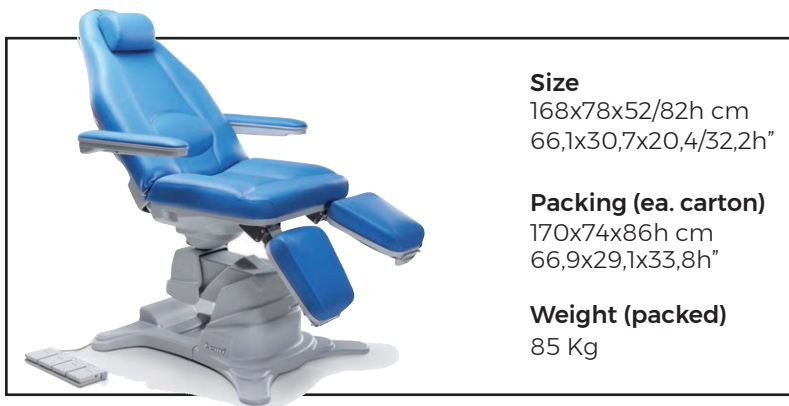 Size
168x78x52/82h cm
66,1x30,7x20,4/32,2h”
Packing (ea. carton)
170x74x86h cm
66,9x29,1x33,8h”
Weight (packed)
85 Kg